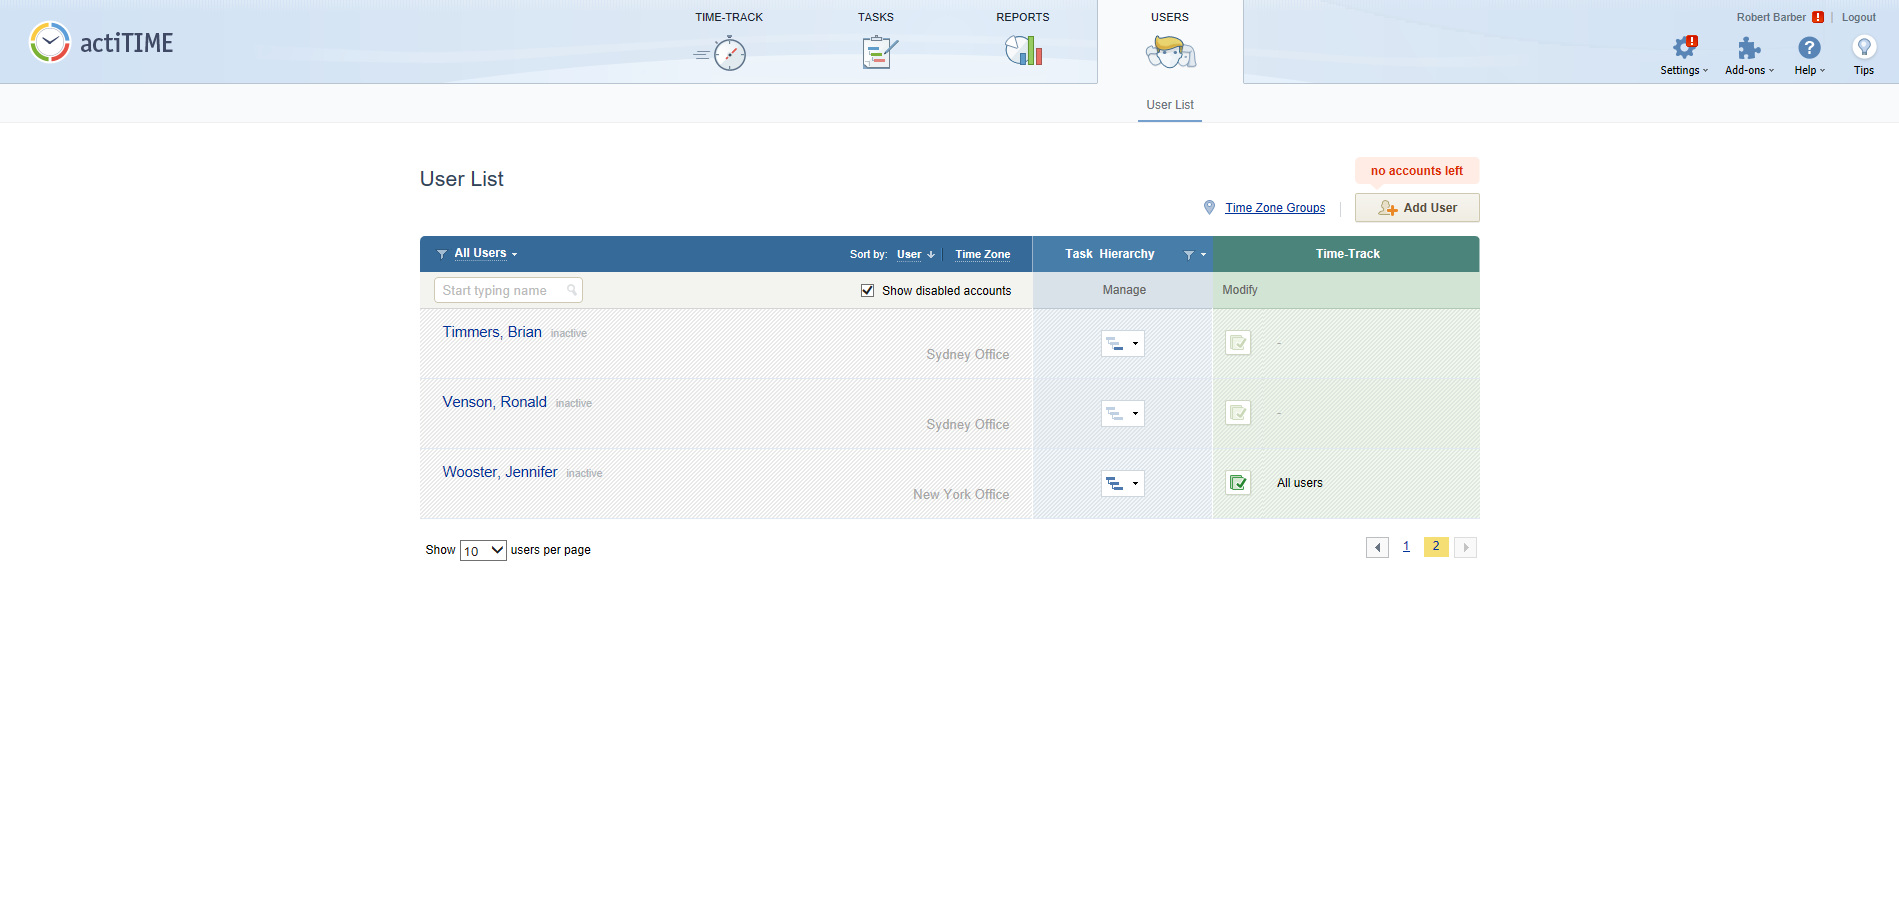 actiTIME
TIME-TRACK
TASKS
REPORTS
USERS
Robert Barber ! | Logout
Settings
Add-ons
Help
Tips
User List
User List
no accounts left
Time Zone Groups
Add User
All Users
Sort by: User Time Zone
Task Hierarchy
Time-Track
Start typing name
Show disabled accounts
Manage
Modify
Timmers, Brian inactive
Sydney Office
-
Venson, Ronald inactive
Sydney Office
-
Wooster, Jennifer inactive
New York Office
All users
Show 10 users per page
1 2